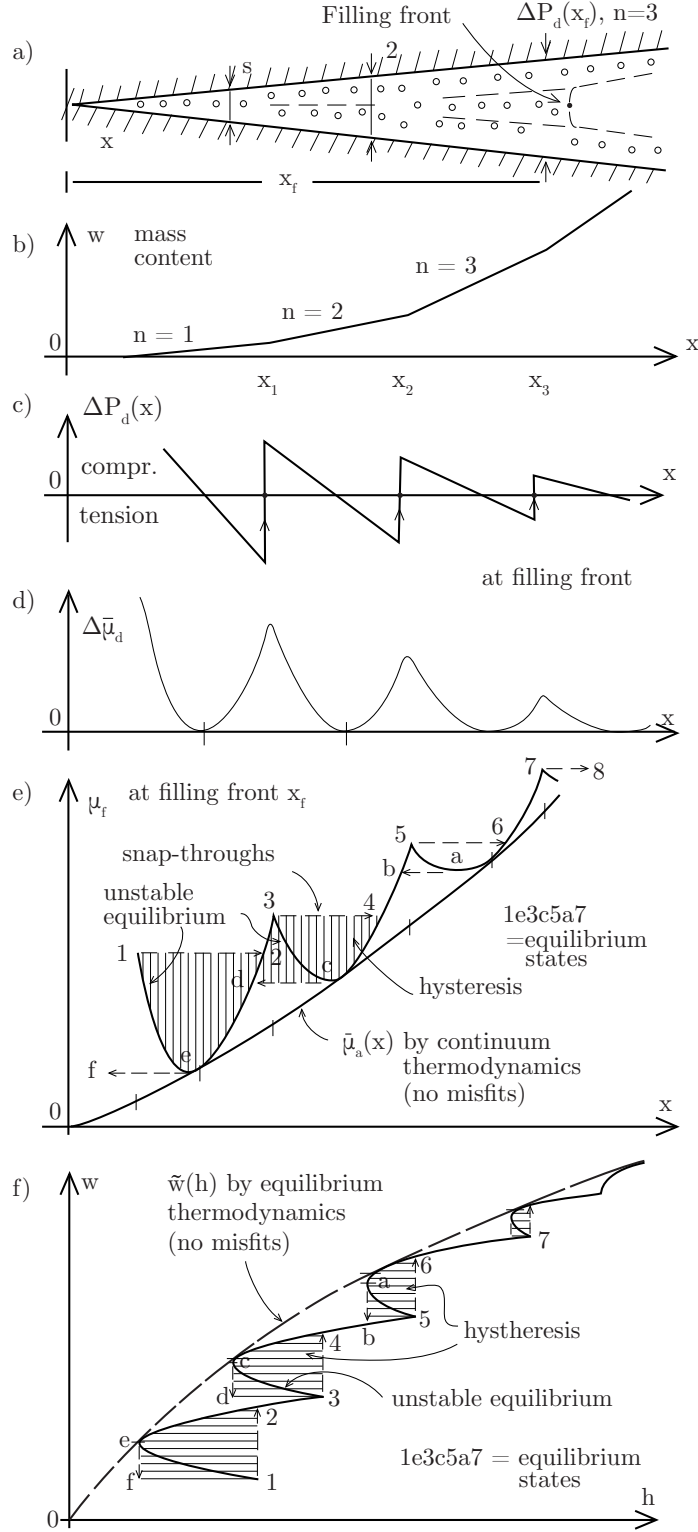 Filling front
ΔP_d(x_f), n=3
a)
s
2
x
x_f
b)
w
mass
content
n = 1
n = 2
n = 3
0
x
x_1
x_2
x_3
c)
ΔP_d(x)
compr.
0
x
tension
at filling front
d)
Δμ̄_d
0
x
e)
μ_f
at filling front x_f
7
8
snap-throughs
5
6
a
b
unstable
equilibrium
3
4
1e3c5a7
=equilibrium
states
1
2
c
d
hysteresis
e
f
μ̄_a(x) by continuum
thermodynamics
(no misfits)
0
x
f)
w
w̃(h) by equilibrium
thermodynamics
(no misfits)
7
6
a
5
b
hystheresis
4
c
d
3
unstable equilibrium
2
e
f
1
1e3c5a7 = equilibrium
states
h
0